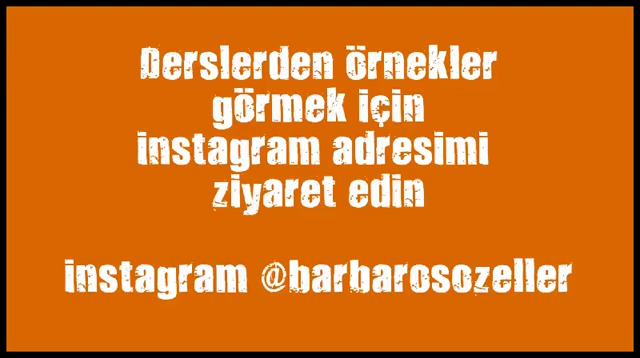 Derslerden örnekler
görmek için
instagram adresimi
ziyaret edin
instagram @barbarosozeller